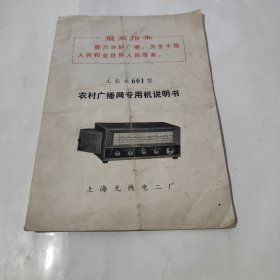 最高指示
努力办好广播，为全中国
人民和全世界人民服务。
工农兵601型
农村广播网专用机说明书
上海无线电二厂